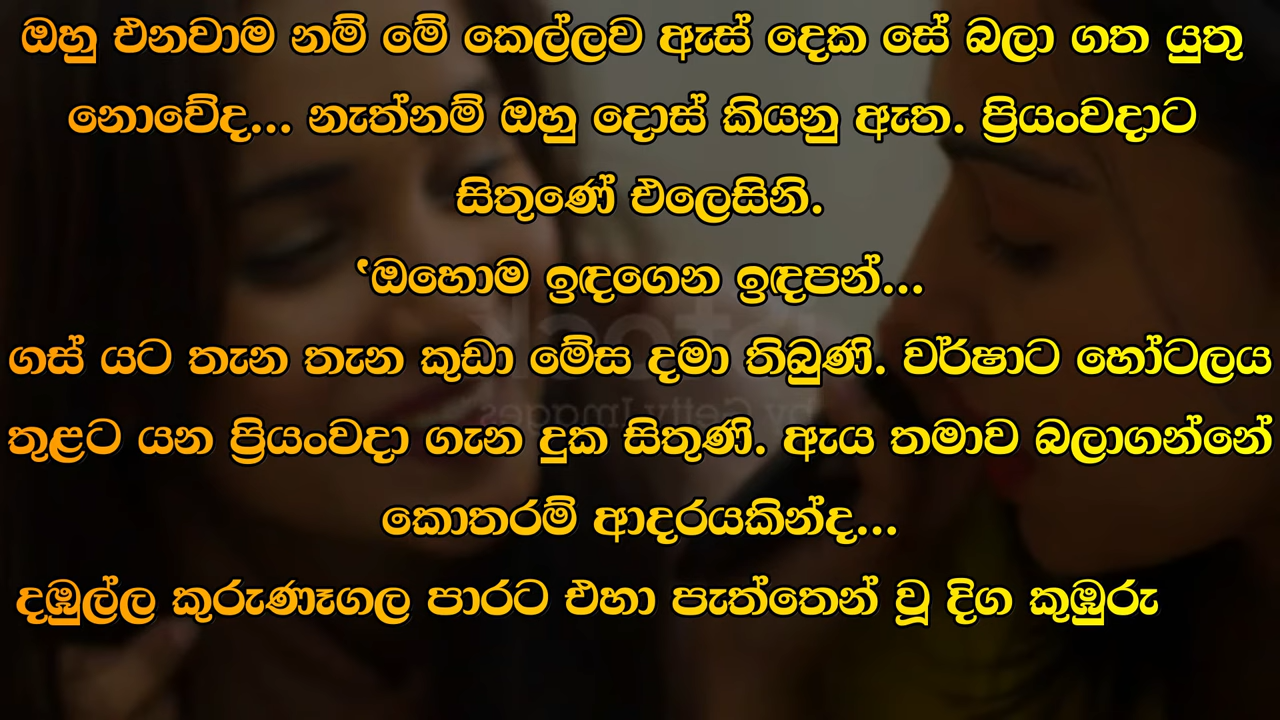 ඔහු එනවාම නම් මේ කෙල්ලව ඇස් දෙක සේ බලා ගත යුතු
නොවේද... නැත්නම් ඔහු දොස් කියනු ඇත. ප්‍රියංවදාට
සිතුණේ එලෙසිනි.
‘ඔහොම ඉඳගෙන ඉඳපන්...
ගස් යට තැන තැන කුඩා මේස දමා තිබුණි. වර්ෂාට හෝටලය
තුළට යන ප්‍රියංවදා ගැන දුක සිතුණි. ඇය තමාව බලාගන්නේ
කොතරම් ආදරයකින්ද...
දඹුල්ල කුරුණෑගල පාරට එහා පැත්තෙන් වූ දිග කුඹුරු